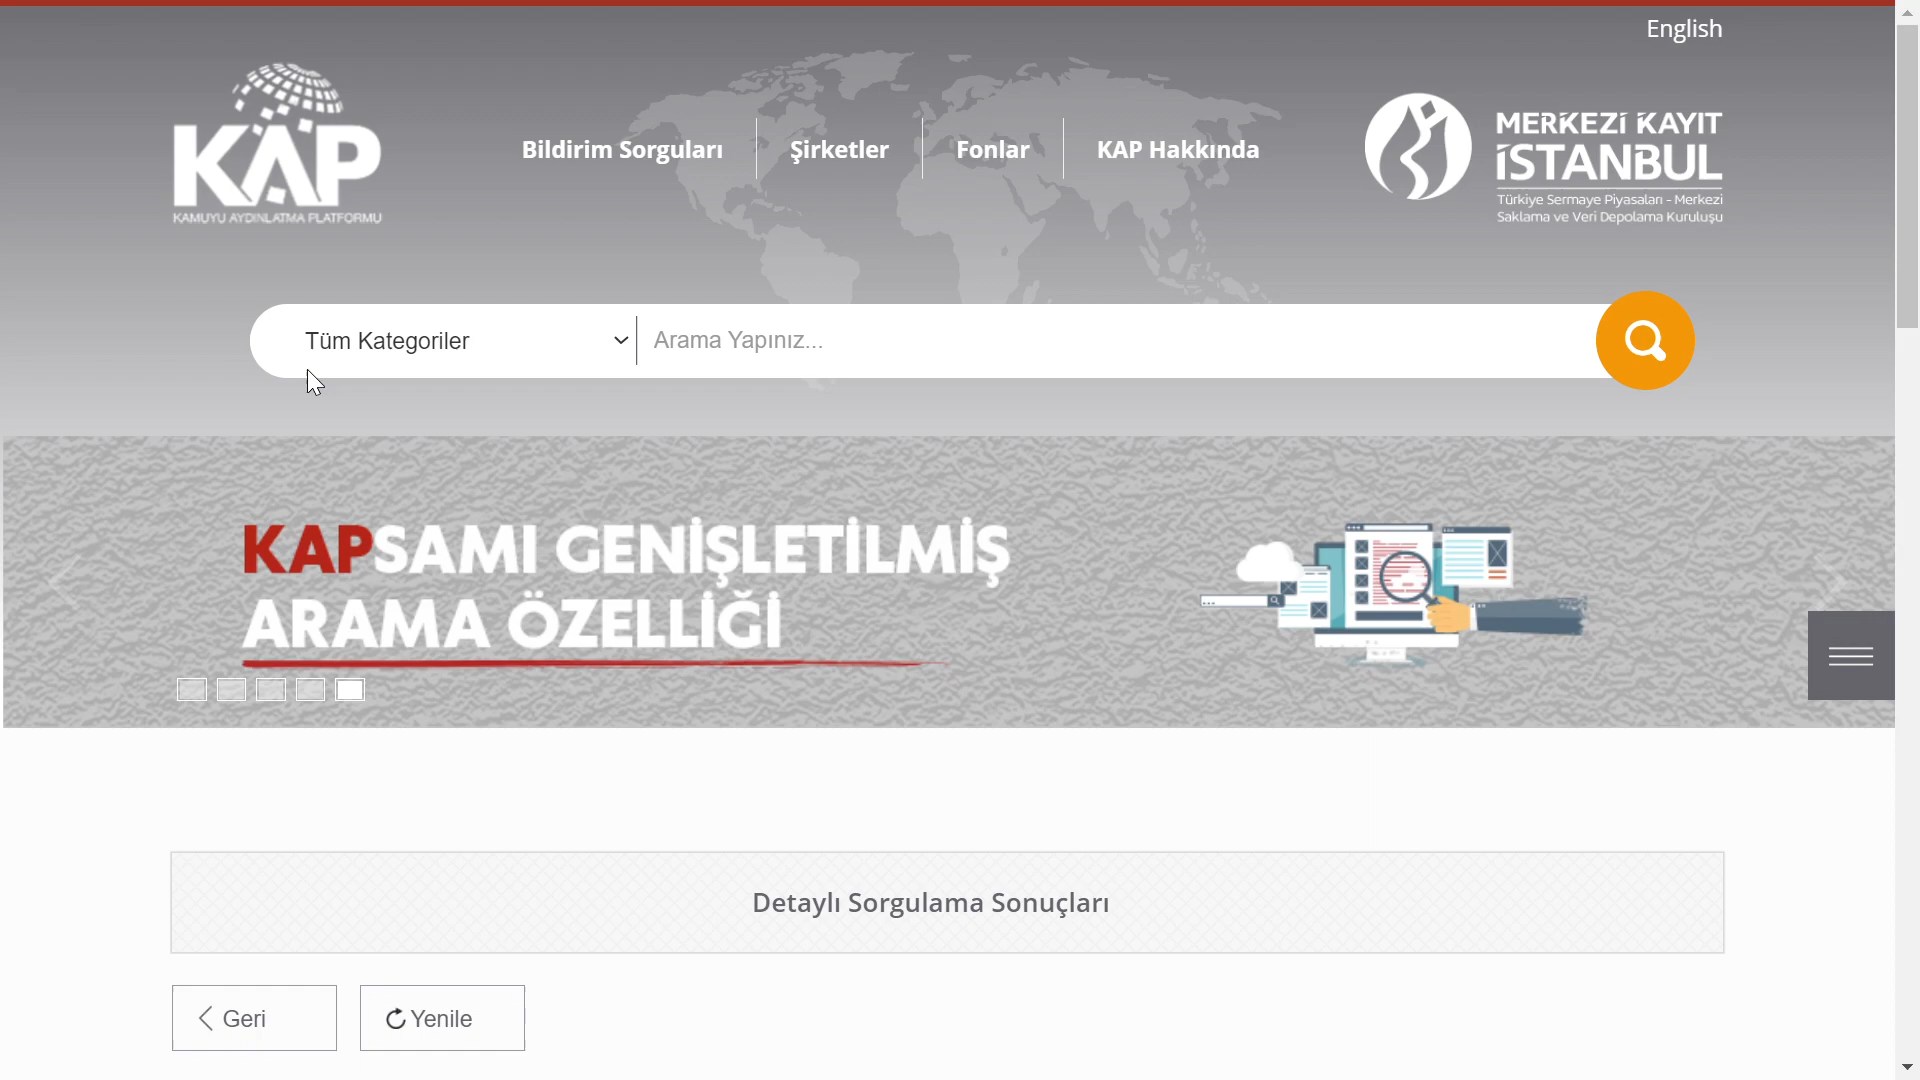 English
KAP
KAMUYU AYDINLATMA PLATFORMU
Bildirim Sorguları
Şirketler
Fonlar
KAP Hakkında
MERKEZİ KAYIT
İSTANBUL
Türkiye Sermaye Piyasaları - Merkezi
Saklama ve Veri Depolama Kuruluşu
Tüm Kategoriler
Arama Yapınız...
KAPSAMI GENİŞLETİLMİŞ
ARAMA ÖZELLİĞİ
Detaylı Sorgulama Sonuçları
Geri
Yenile